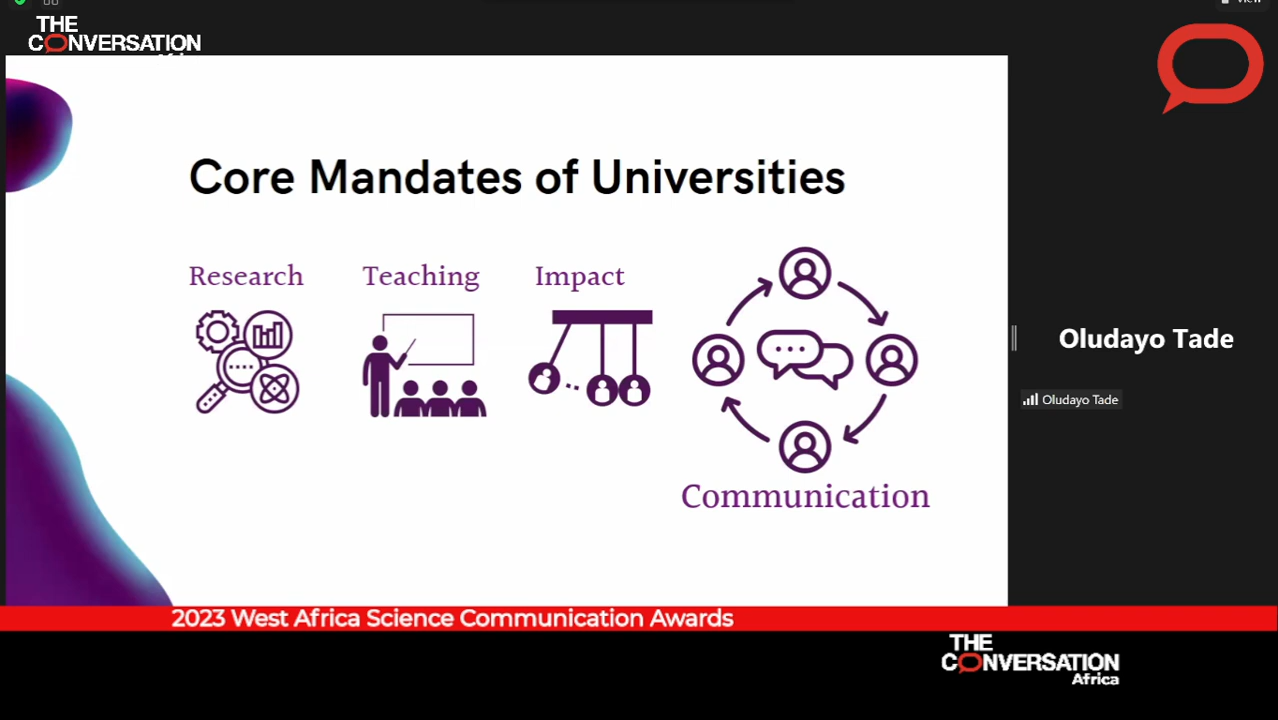 View
THE
CONVERSATION
Core Mandates of Universities
Research
Teaching
Impact
Communication
Oludayo Tade
Oludayo Tade
2023 West Africa Science Communication Awards
THE
CONVERSATION
Africa